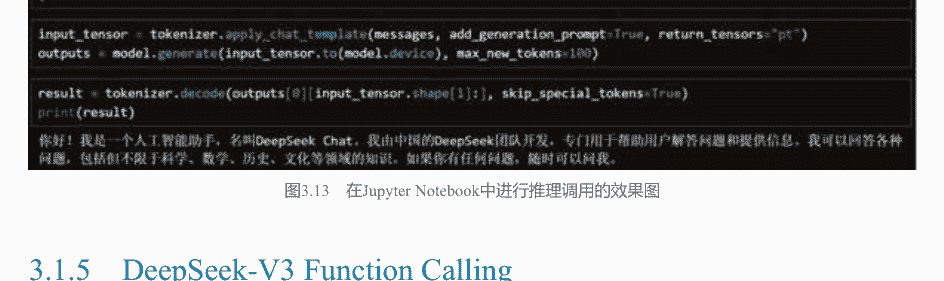 input_tensor = tokenizer.apply_chat_template(messages, add_generation_prompt=True, return_tensors="pt")
outputs = model.generate(input_tensor.to(model.device), max_new_tokens=100)
result = tokenizer.decode(outputs[0][input_tensor.shape[1]:], skip_special_tokens=True)
print(result)
你好！我是一个人工智能助手，名叫DeepSeek Chat。我由中国的DeepSeek团队开发，专门用于帮助用户解答问题和提供信息。我可以问答各种
问题，包括但不限于科学、数学、历史、文化等领域的知识。如果你有任何问题，随时可以问我。
图3.13 在Jupyter Notebook中进行推理调用的效果图
3.1.5 DeepSeek-V3 Function Calling